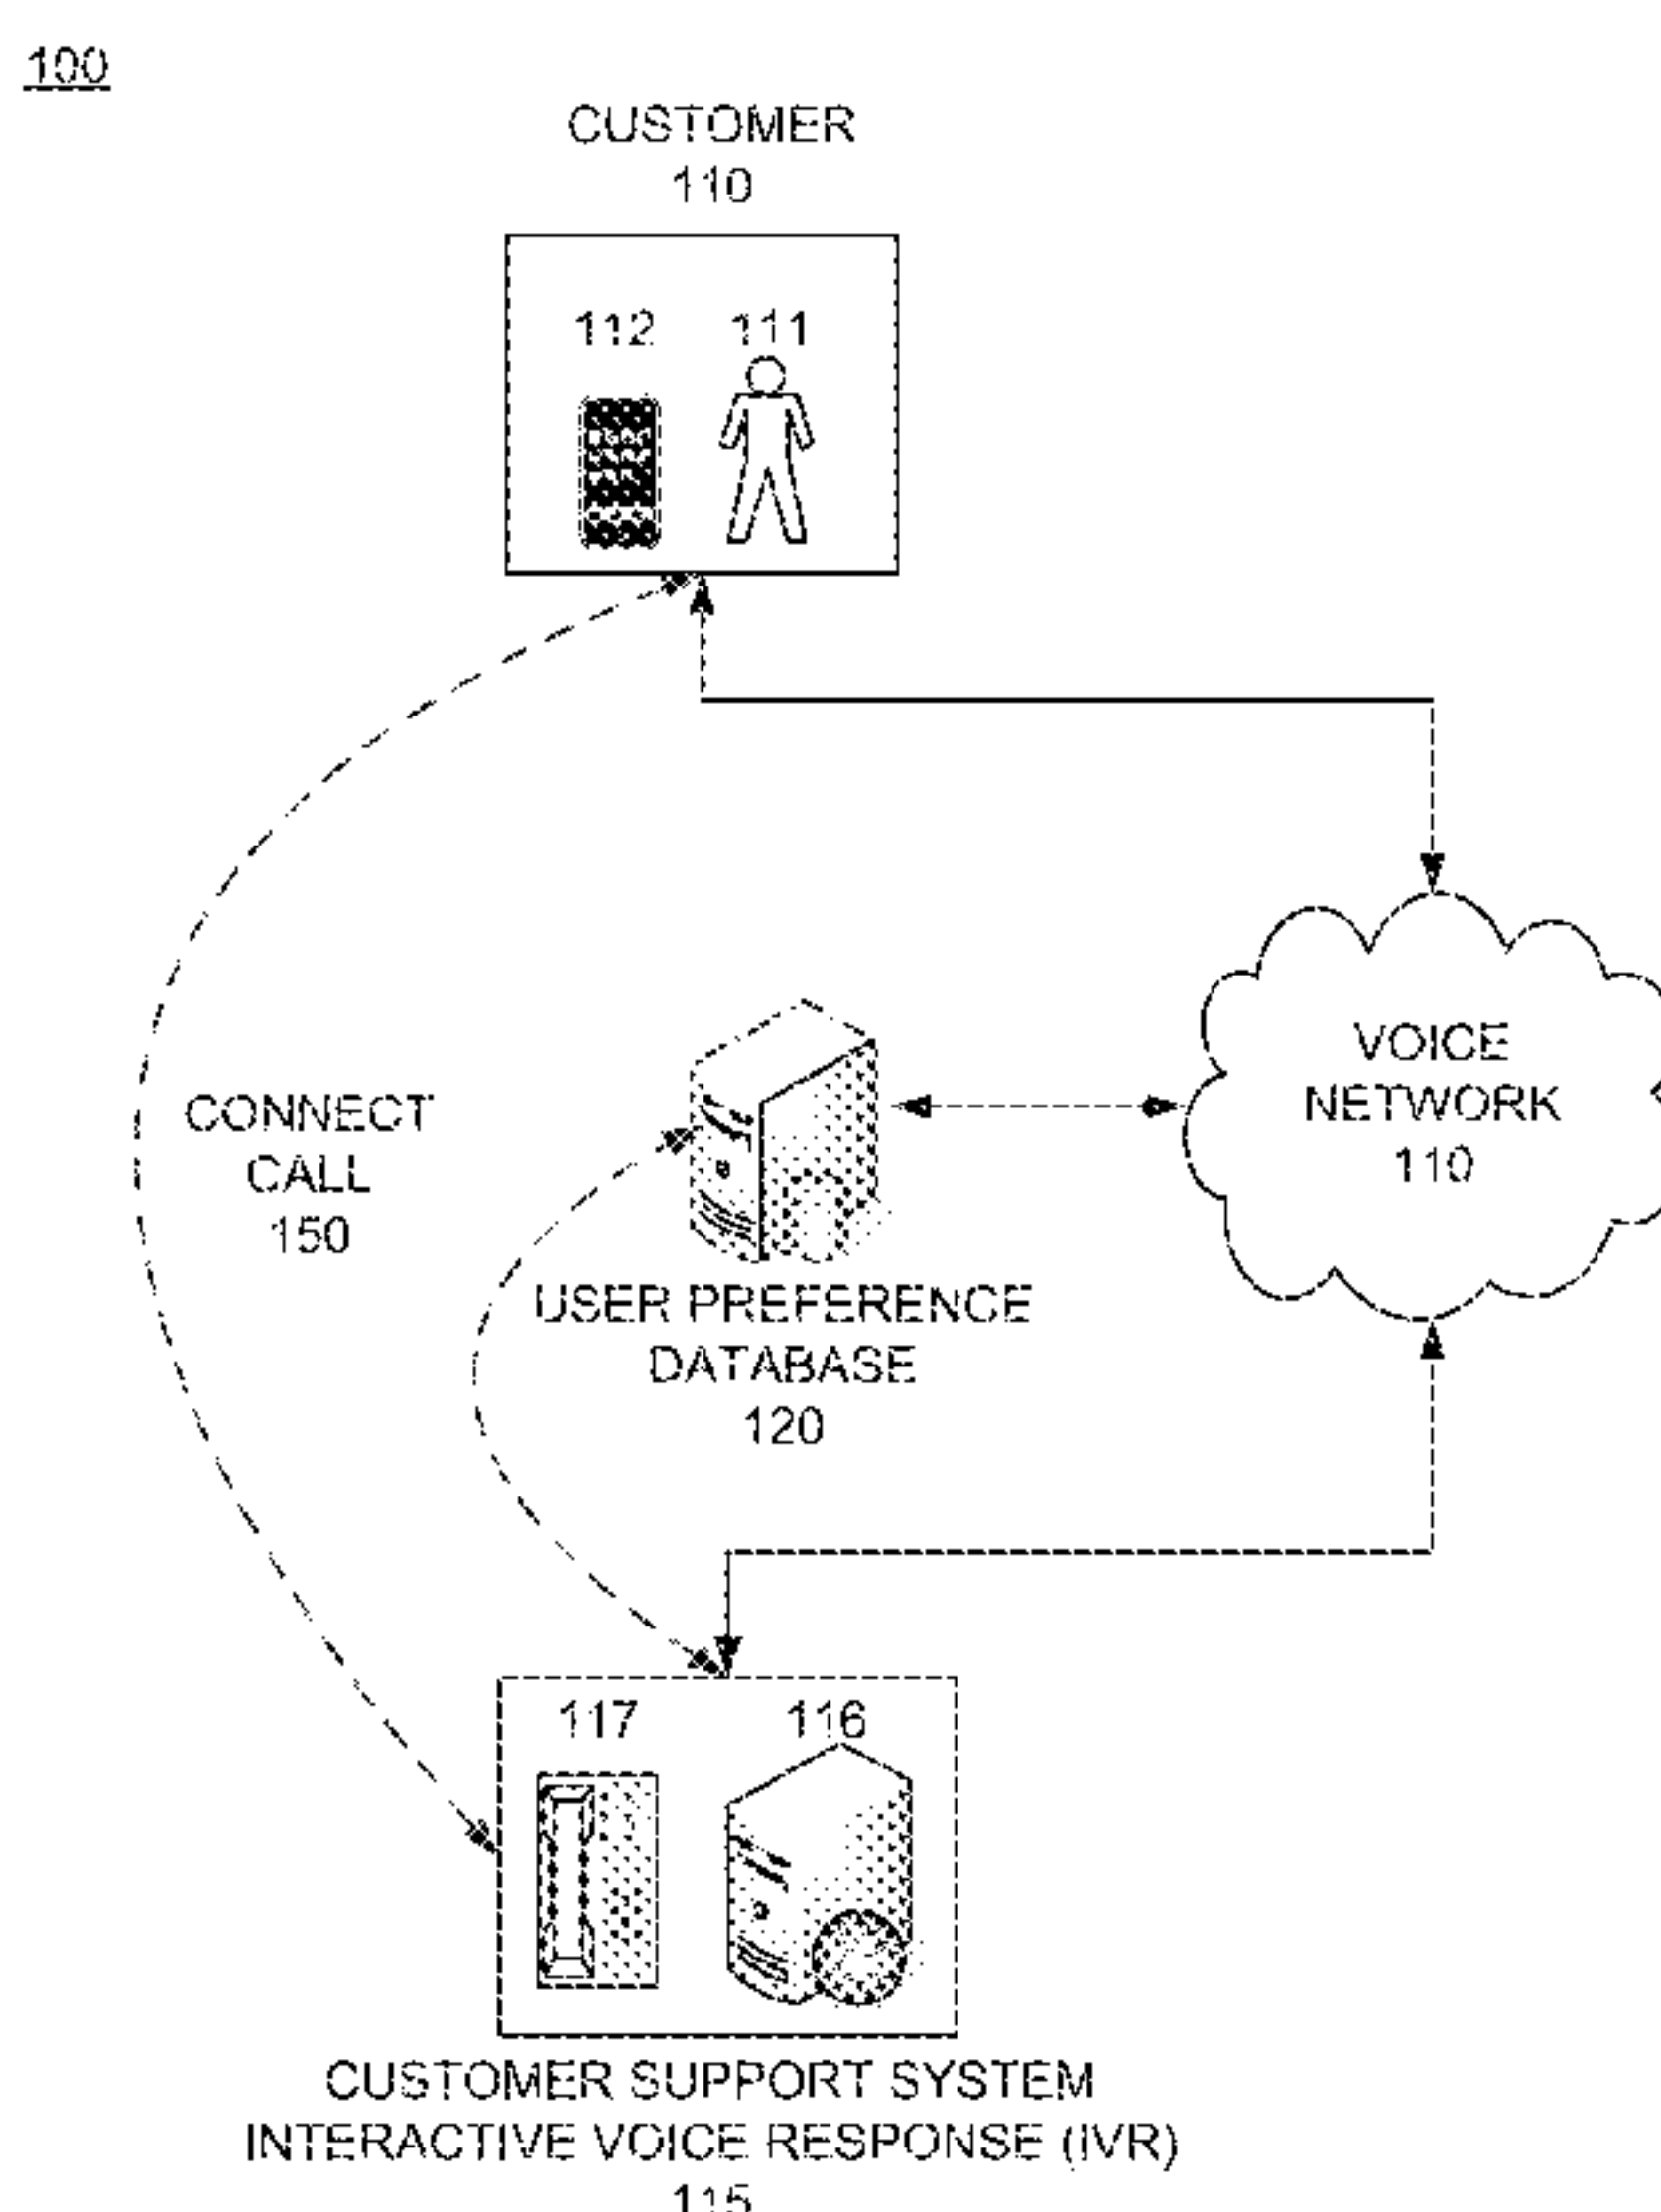 100
CUSTOMER
110
112
111
VOICE
NETWORK
110
CONNECT
CALL
150
USER PREFERENCE
DATABASE
120
117
116
CUSTOMER SUPPORT SYSTEM
INTERACTIVE VOICE RESPONSE (IVR)
115